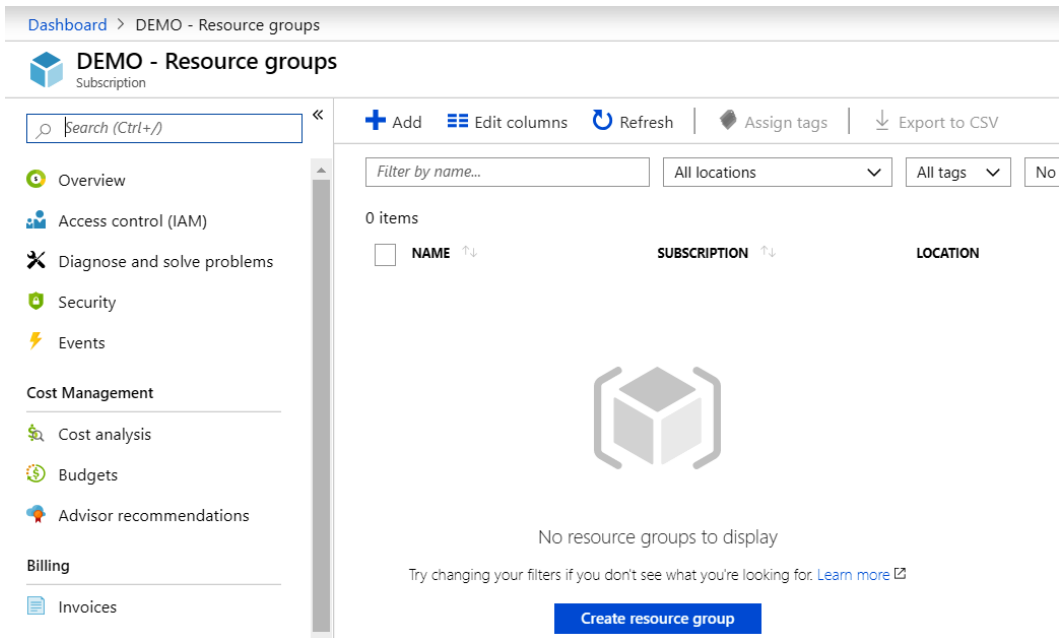 Dashboard > DEMO - Resource groups
DEMO - Resource groups
Subscription
Search (Ctrl+/)
Overview
Access control (IAM)
Diagnose and solve problems
Security
Events
Cost Management
Cost analysis
Budgets
Advisor recommendations
Billing
Invoices
Add Edit columns Refresh Assign tags Export to CSV
Filter by name... All locations All tags No
0 items
NAME SUBSCRIPTION LOCATION
No resource groups to display
Try changing your filters if you don't see what you're looking for. Learn more
Create resource group